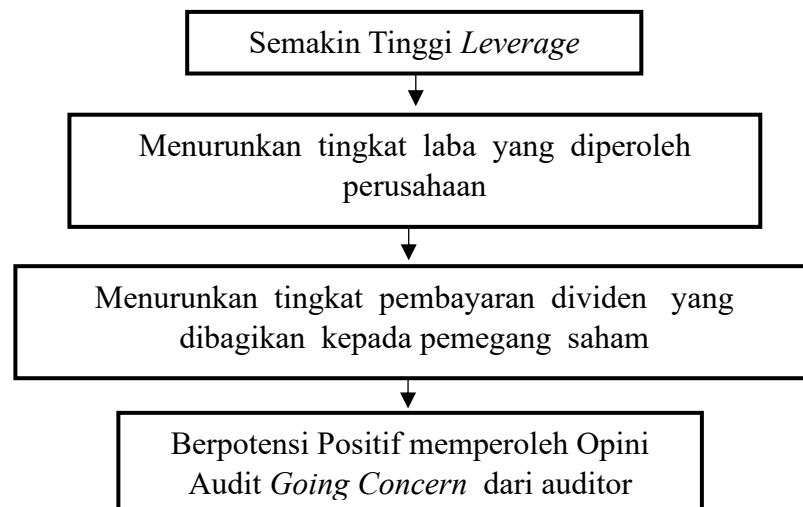 Semakin Tinggi Leverage
Menurunkan tingkat laba yang diperoleh
perusahaan
Menurunkan tingkat pembayaran dividen yang
dibagikan kepada pemegang saham
Berpotensi Positif memperoleh Opini
Audit Going Concern dari auditor